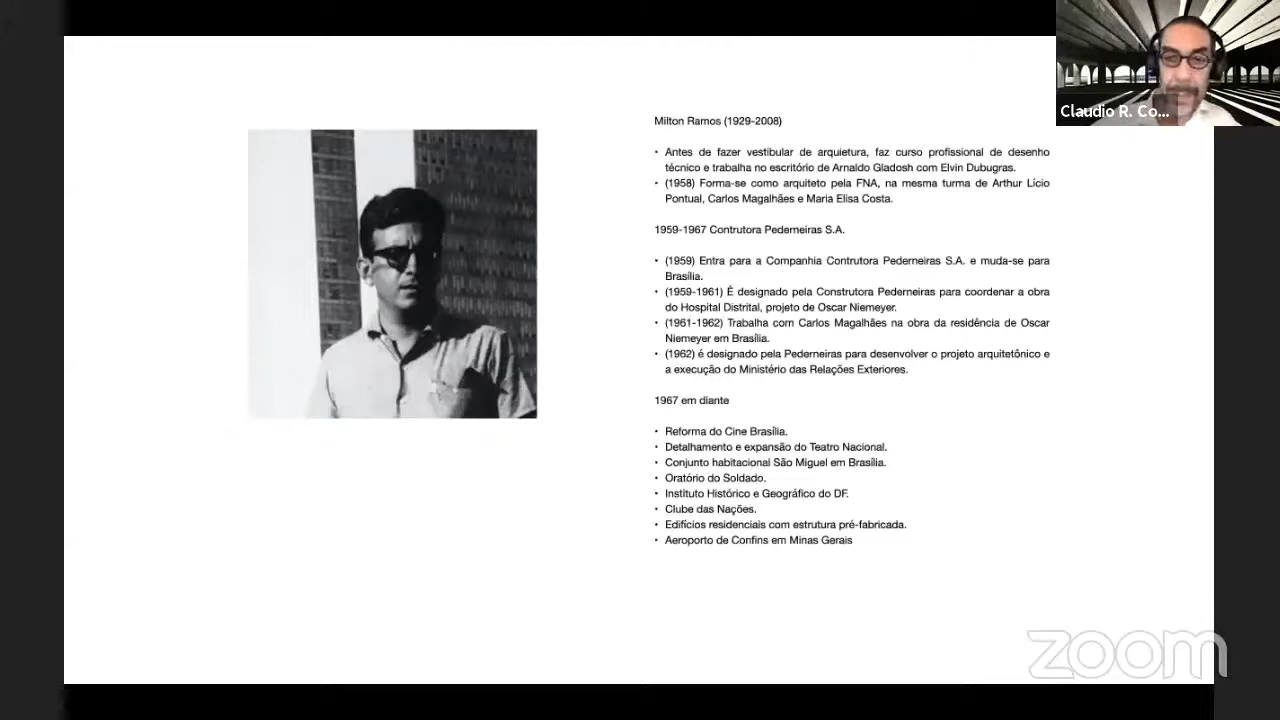 Claudio R. Co...
Milton Ramos (1929-2008)
• Antes de fazer vestibular de arquietura, faz curso profissional de desenho
técnico e trabalha no escritório de Arnaldo Gladosh com Elvin Dubugras.
• (1958) Forma-se como arquiteto pela FNA, na mesma turma de Arthur Lício
Pontual, Carlos Magalhães e Maria Elisa Costa.
1959-1967 Contrutora Pederneiras S.A.
• (1959) Entra para a Companhia Contrutora Pederneiras S.A. e muda-se para
Brasília.
• (1959-1961) É designado pela Construtora Pederneiras para coordenar a obra
do Hospital Distrital, projeto de Oscar Niemeyer.
• (1961-1962) Trabalha com Carlos Magalhães na obra da residência de Oscar
Niemeyer em Brasília.
• (1962) é designado pela Pederneiras para desenvolver o projeto arquitetônico e
a execução do Ministério das Relações Exteriores.
1967 em diante
• Reforma do Cine Brasília.
• Detalhamento e expansão do Teatro Nacional.
• Conjunto habitacional São Miguel em Brasília.
• Oratório do Soldado.
• Instituto Histórico e Geográfico do DF.
• Clube das Nações.
• Edifícios residenciais com estrutura pré-fabricada.
• Aeroporto de Confins em Minas Gerais
zoom